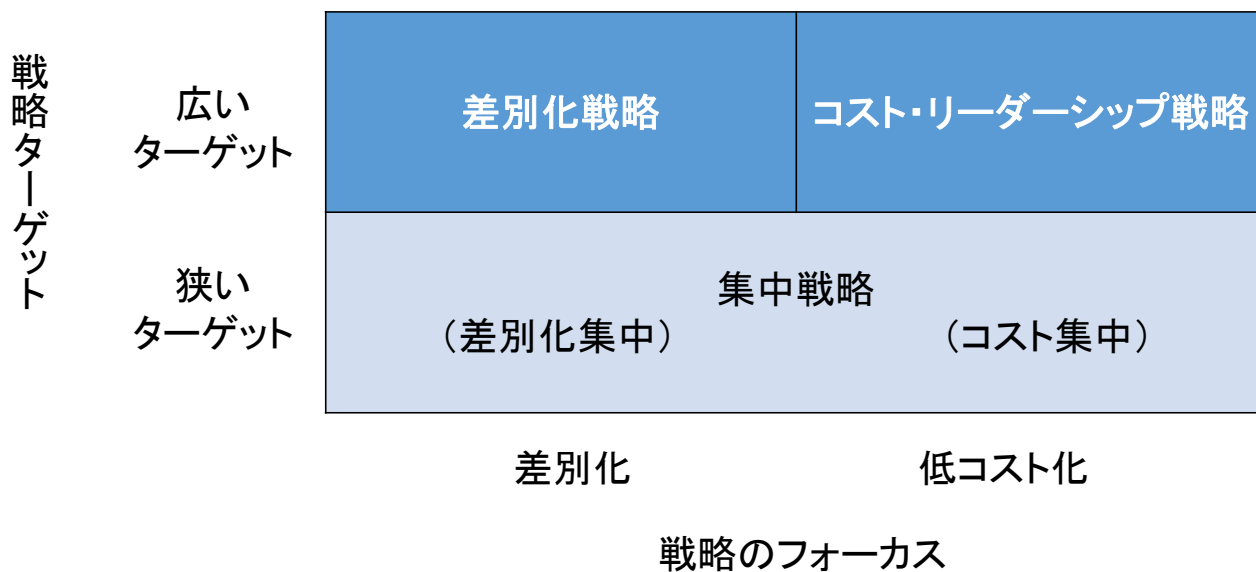 戦略ターゲット
広い
ターゲット
差別化戦略
コスト・リーダーシップ戦略
狭い
ターゲット
集中戦略
（差別化集中）
（コスト集中）
差別化
低コスト化
戦略のフォーカス